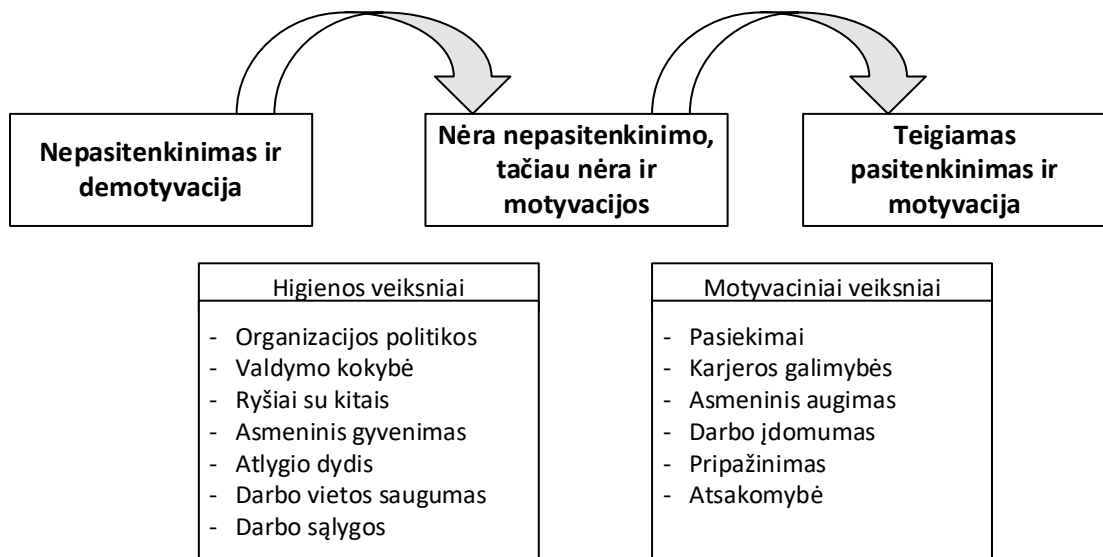 Nepasitenkinimas ir
demotyvacija
Nėra nepasitenkinimo,
tačiau nėra ir
motyvacijos
Teigiamas
pasitenkinimas ir
motyvacija
Higienos veiksniai
- Organizacijos politikos
- Valdymo kokybė
- Ryšiai su kitais
- Asmeninis gyvenimas
- Atlygio dydis
- Darbo vietos saugumas
- Darbo sąlygos
Motyvaciniai veiksniai
- Pasiekimai
- Karjeros galimybės
- Asmeninis augimas
- Darbo įdomumas
- Pripažinimas
- Atsakomybė